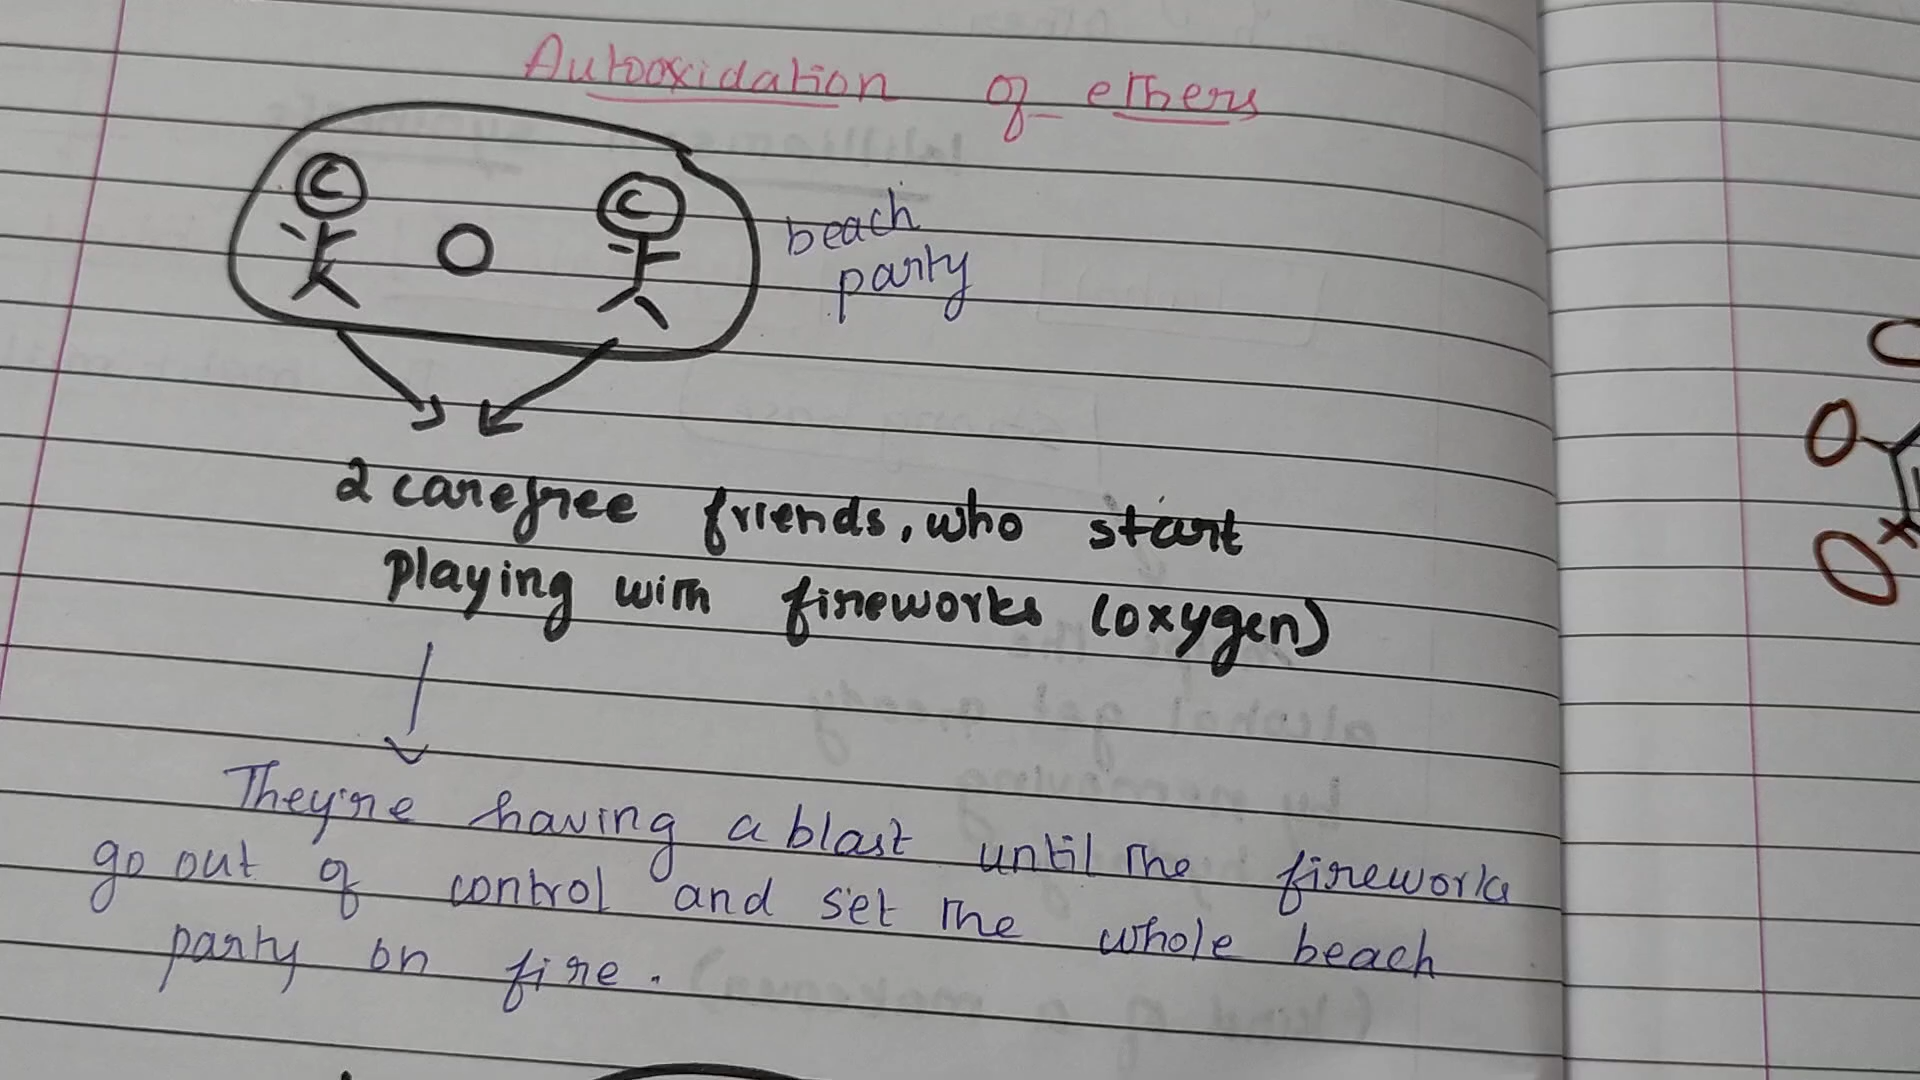 Autooxidation of ethers
C O C
beach
party
2 carefree friends, who start
playing with fireworks (oxygen)
They're having a blast until the fireworks
go out of control and set the whole beach
party on fire.
O
O